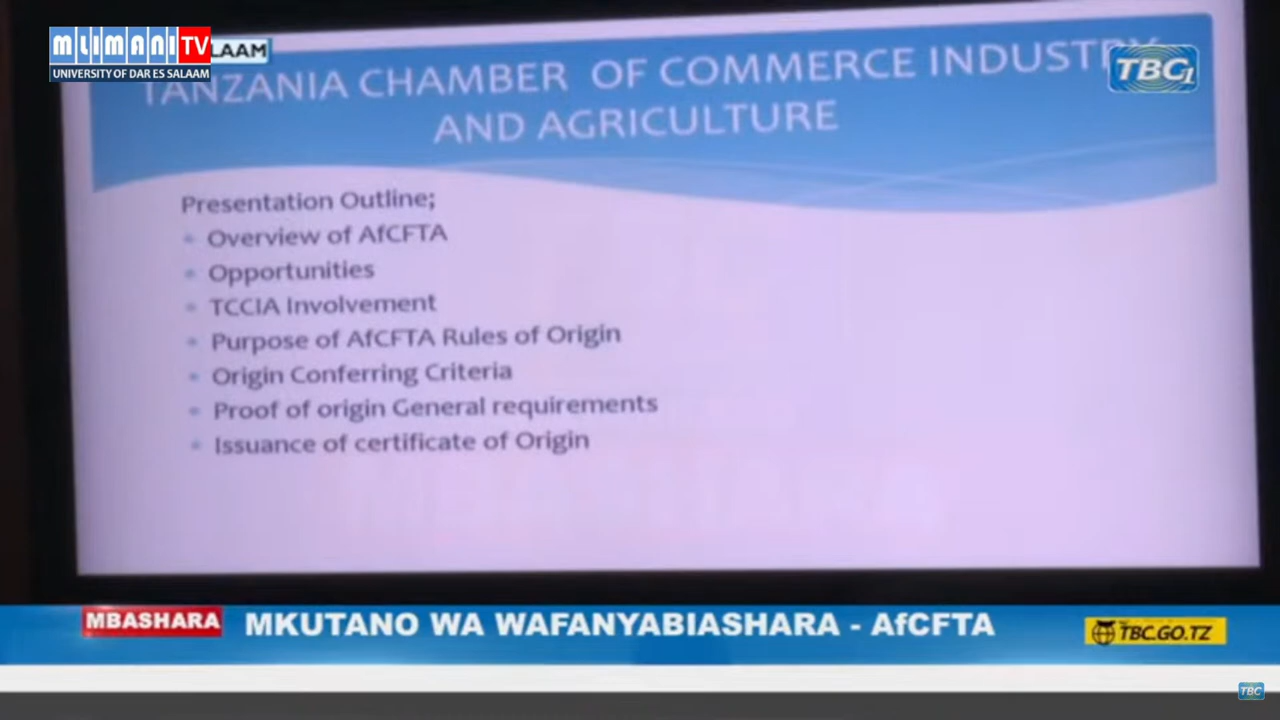 MLIMANI TV
UNIVERSITY OF DAR ES SALAAM
LAAM
TBC1
TANZANIA CHAMBER OF COMMERCE INDUSTRY
AND AGRICULTURE
Presentation Outline;
Overview of AfCFTA
Opportunities
TCCIA Involvement
Purpose of AfCFTA Rules of Origin
Origin Conferring Criteria
Proof of origin General requirements
Issuance of certificate of Origin
MBASHARA
MKUTANO WA WAFANYABIASHARA - AfCFTA
TBC.GO.TZ
TBC